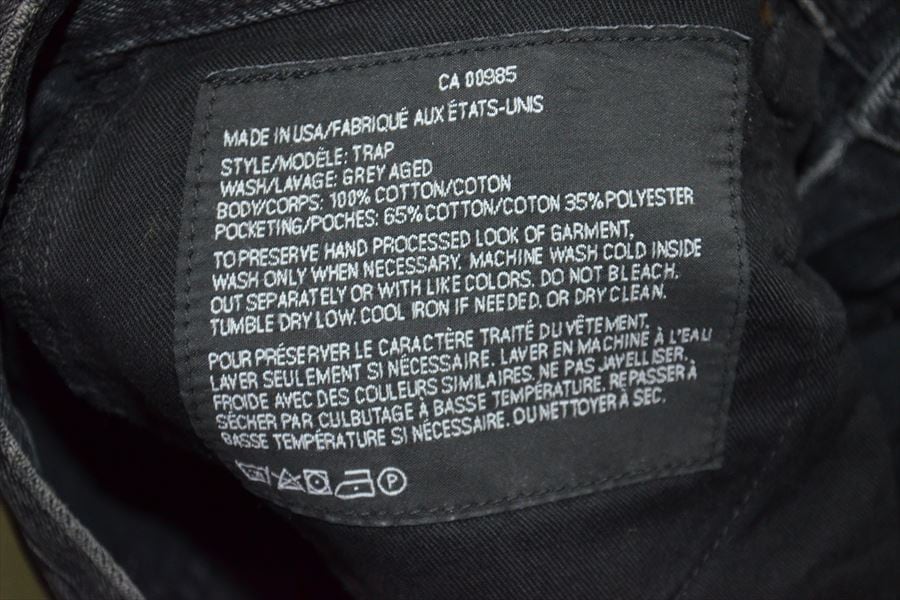 CA 00985
MADE IN USA/FABRIQUÉ AUX ÉTATS-UNIS
STYLE/MODÈLE: TRAP
WASH/LAVAGE: GREY AGED
BODY/CORPS: 100% COTTON/COTON
POCKETING/POCHES: 65% COTTON/COTON 35% POLYESTER
TO PRESERVE HAND PROCESSED LOOK OF GARMENT,
WASH ONLY WHEN NECESSARY. MACHINE WASH COLD INSIDE
OUT SEPARATELY OR WITH LIKE COLORS. DO NOT BLEACH.
TUMBLE DRY LOW. COOL IRON IF NEEDED. OR DRY CLEAN.
POUR PRÉSERVER LE CARACTÈRE TRAITÉ DU VÊTEMENT,
LAVER SEULEMENT SI NÉCESSAIRE. LAVER EN MACHINE À L'EAU
FROIDE AVEC DES COULEURS SIMILAIRES. NE PAS JAVELLISER.
SÉCHER PAR CULBUTAGE À BASSE TEMPÉRATURE. REPASSER À
BASSE TEMPÉRATURE SI NÉCESSAIRE. OU NETTOYER À SEC.
P